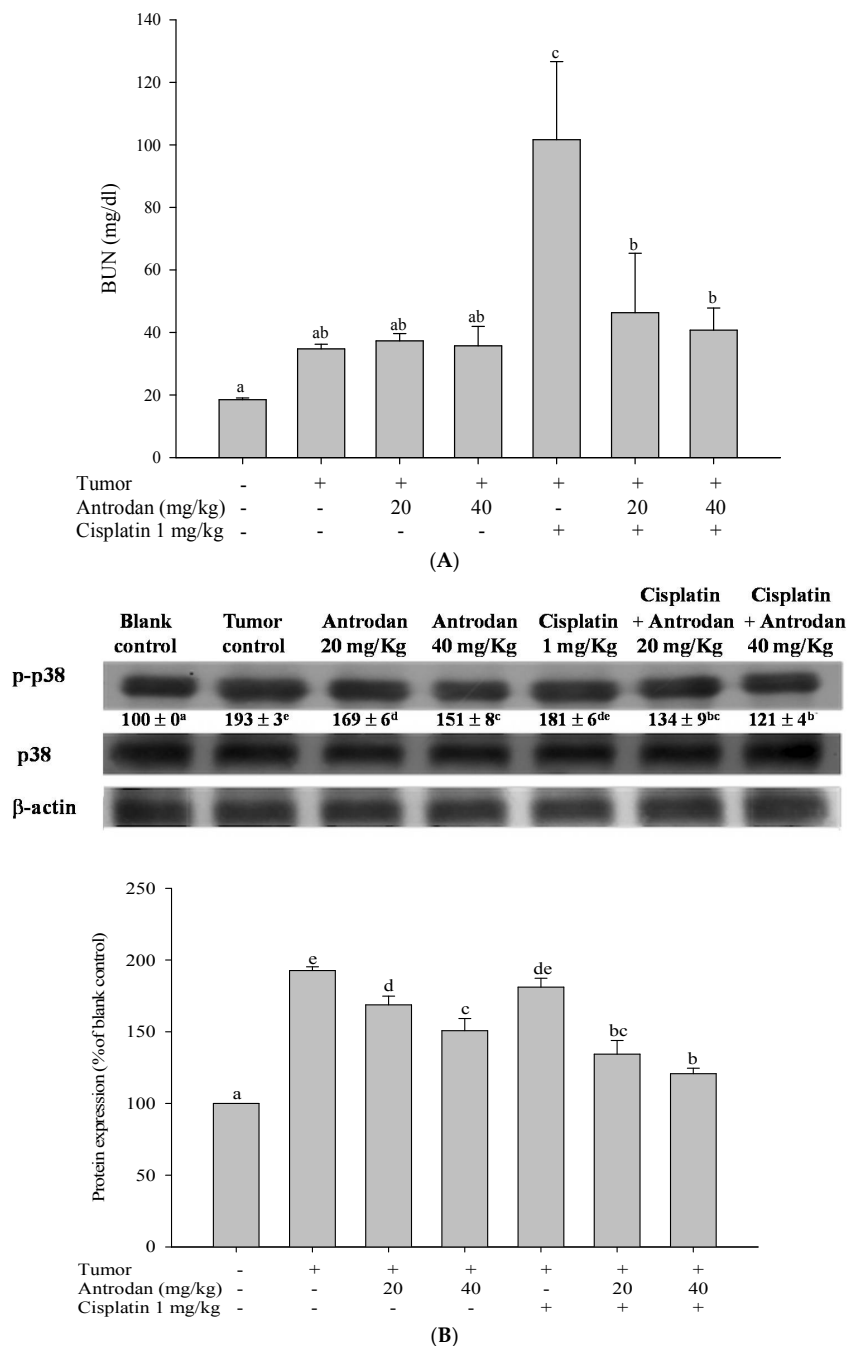 140
120
100
80
60
40
20
0
BUN (mg/dl)
a
ab
ab
ab
c
b
b
Tumor - + + + + + +
Antrodan (mg/kg) - - 20 40 - 20 40
Cisplatin 1 mg/kg - - - - + + +
(A)
Blank control
Tumor control
Antrodan 20 mg/Kg
Antrodan 40 mg/Kg
Cisplatin 1 mg/Kg
Cisplatin + Antrodan 20 mg/Kg
Cisplatin + Antrodan 40 mg/Kg
p-p38
100 ± 0ᵃ 193 ± 3ᵉ 169 ± 6ᵈ 151 ± 8ᶜ 181 ± 6ᵈᵉ 134 ± 9ᵇᶜ 121 ± 4ᵇ
p38
β-actin
250
200
150
100
50
0
Protein expression (% of blank control)
a
e
d
c
de
bc
b
Tumor - + + + + + +
Antrodan (mg/kg) - - 20 40 - 20 40
Cisplatin 1 mg/kg - - - - + + +
(B)